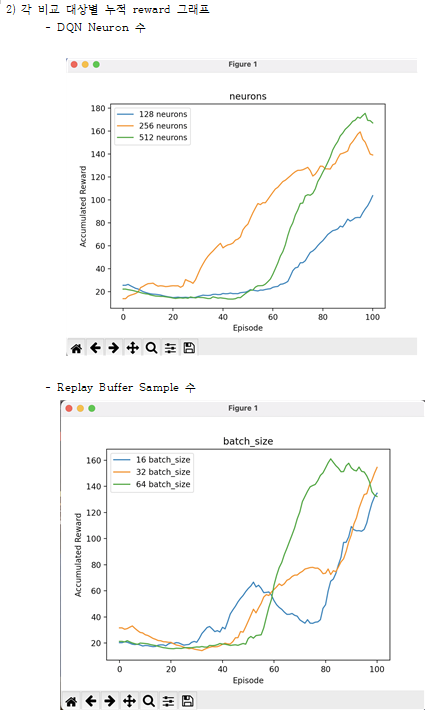 2) 각 비교 대상별 누적 reward 그래프
- DQN Neuron 수
Figure 1
neurons
128 neurons
256 neurons
512 neurons
180
160
140
120
100
80
60
40
20
Accumulated Reward
0 20 40 60 80 100
Episode
- Replay Buffer Sample 수
Figure 1
batch_size
16 batch_size
32 batch_size
64 batch_size
160
140
120
100
80
60
40
20
Accumulated Reward
0 20 40 60 80 100
Episode